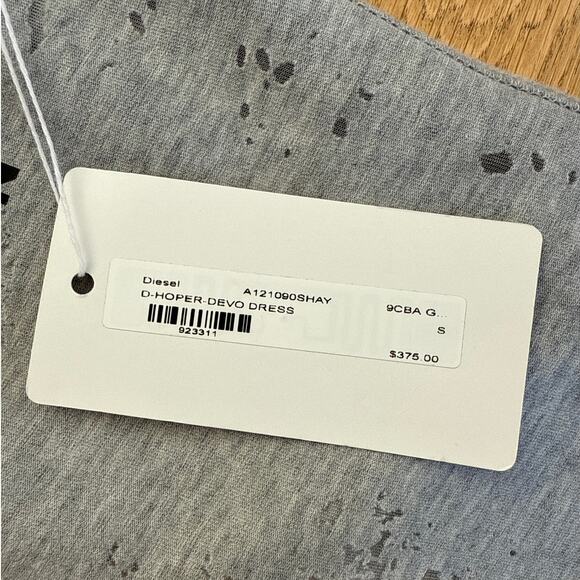 Diesel A121090SHAY 9CBA G...
D-HOPER-DEVO DRESS S
923311
$375.00